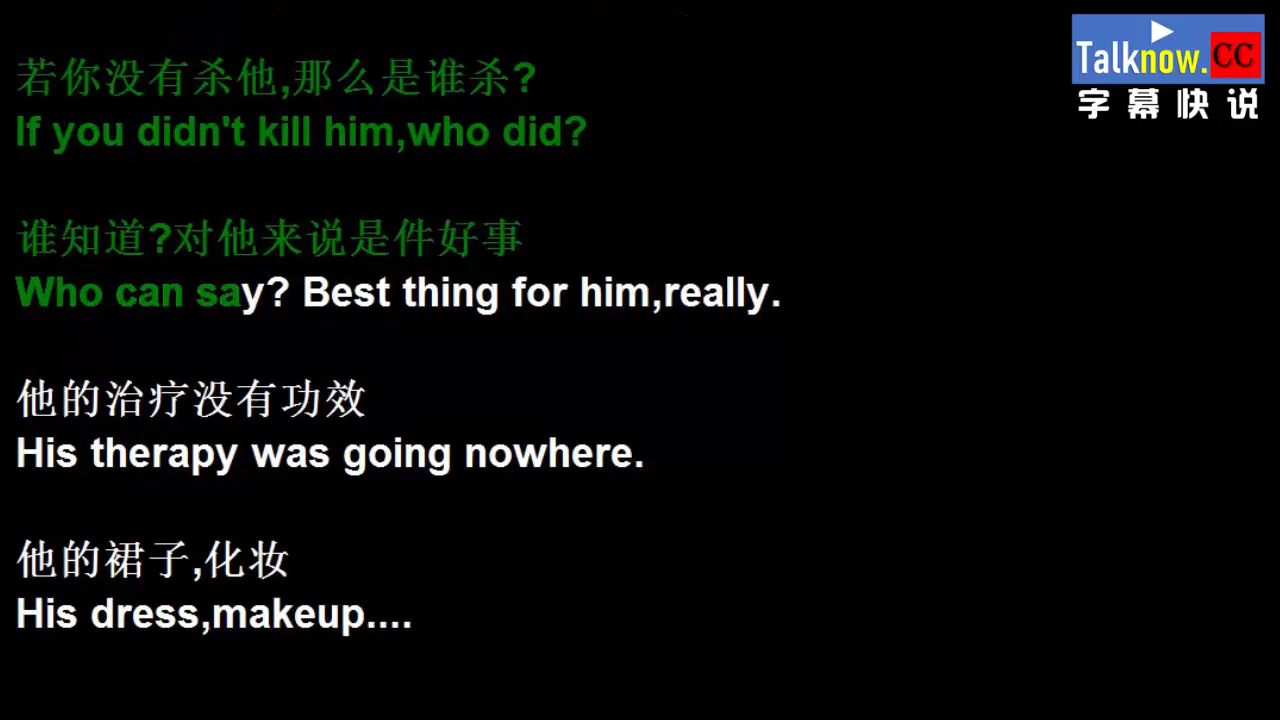 若你没有杀他,那么是谁杀?
If you didn't kill him,who did?
谁知道?对他来说是件好事
Who can say? Best thing for him,really.
他的治疗没有功效
His therapy was going nowhere.
他的裙子,化妆
His dress,makeup....
Talknow.CC
字幕快说